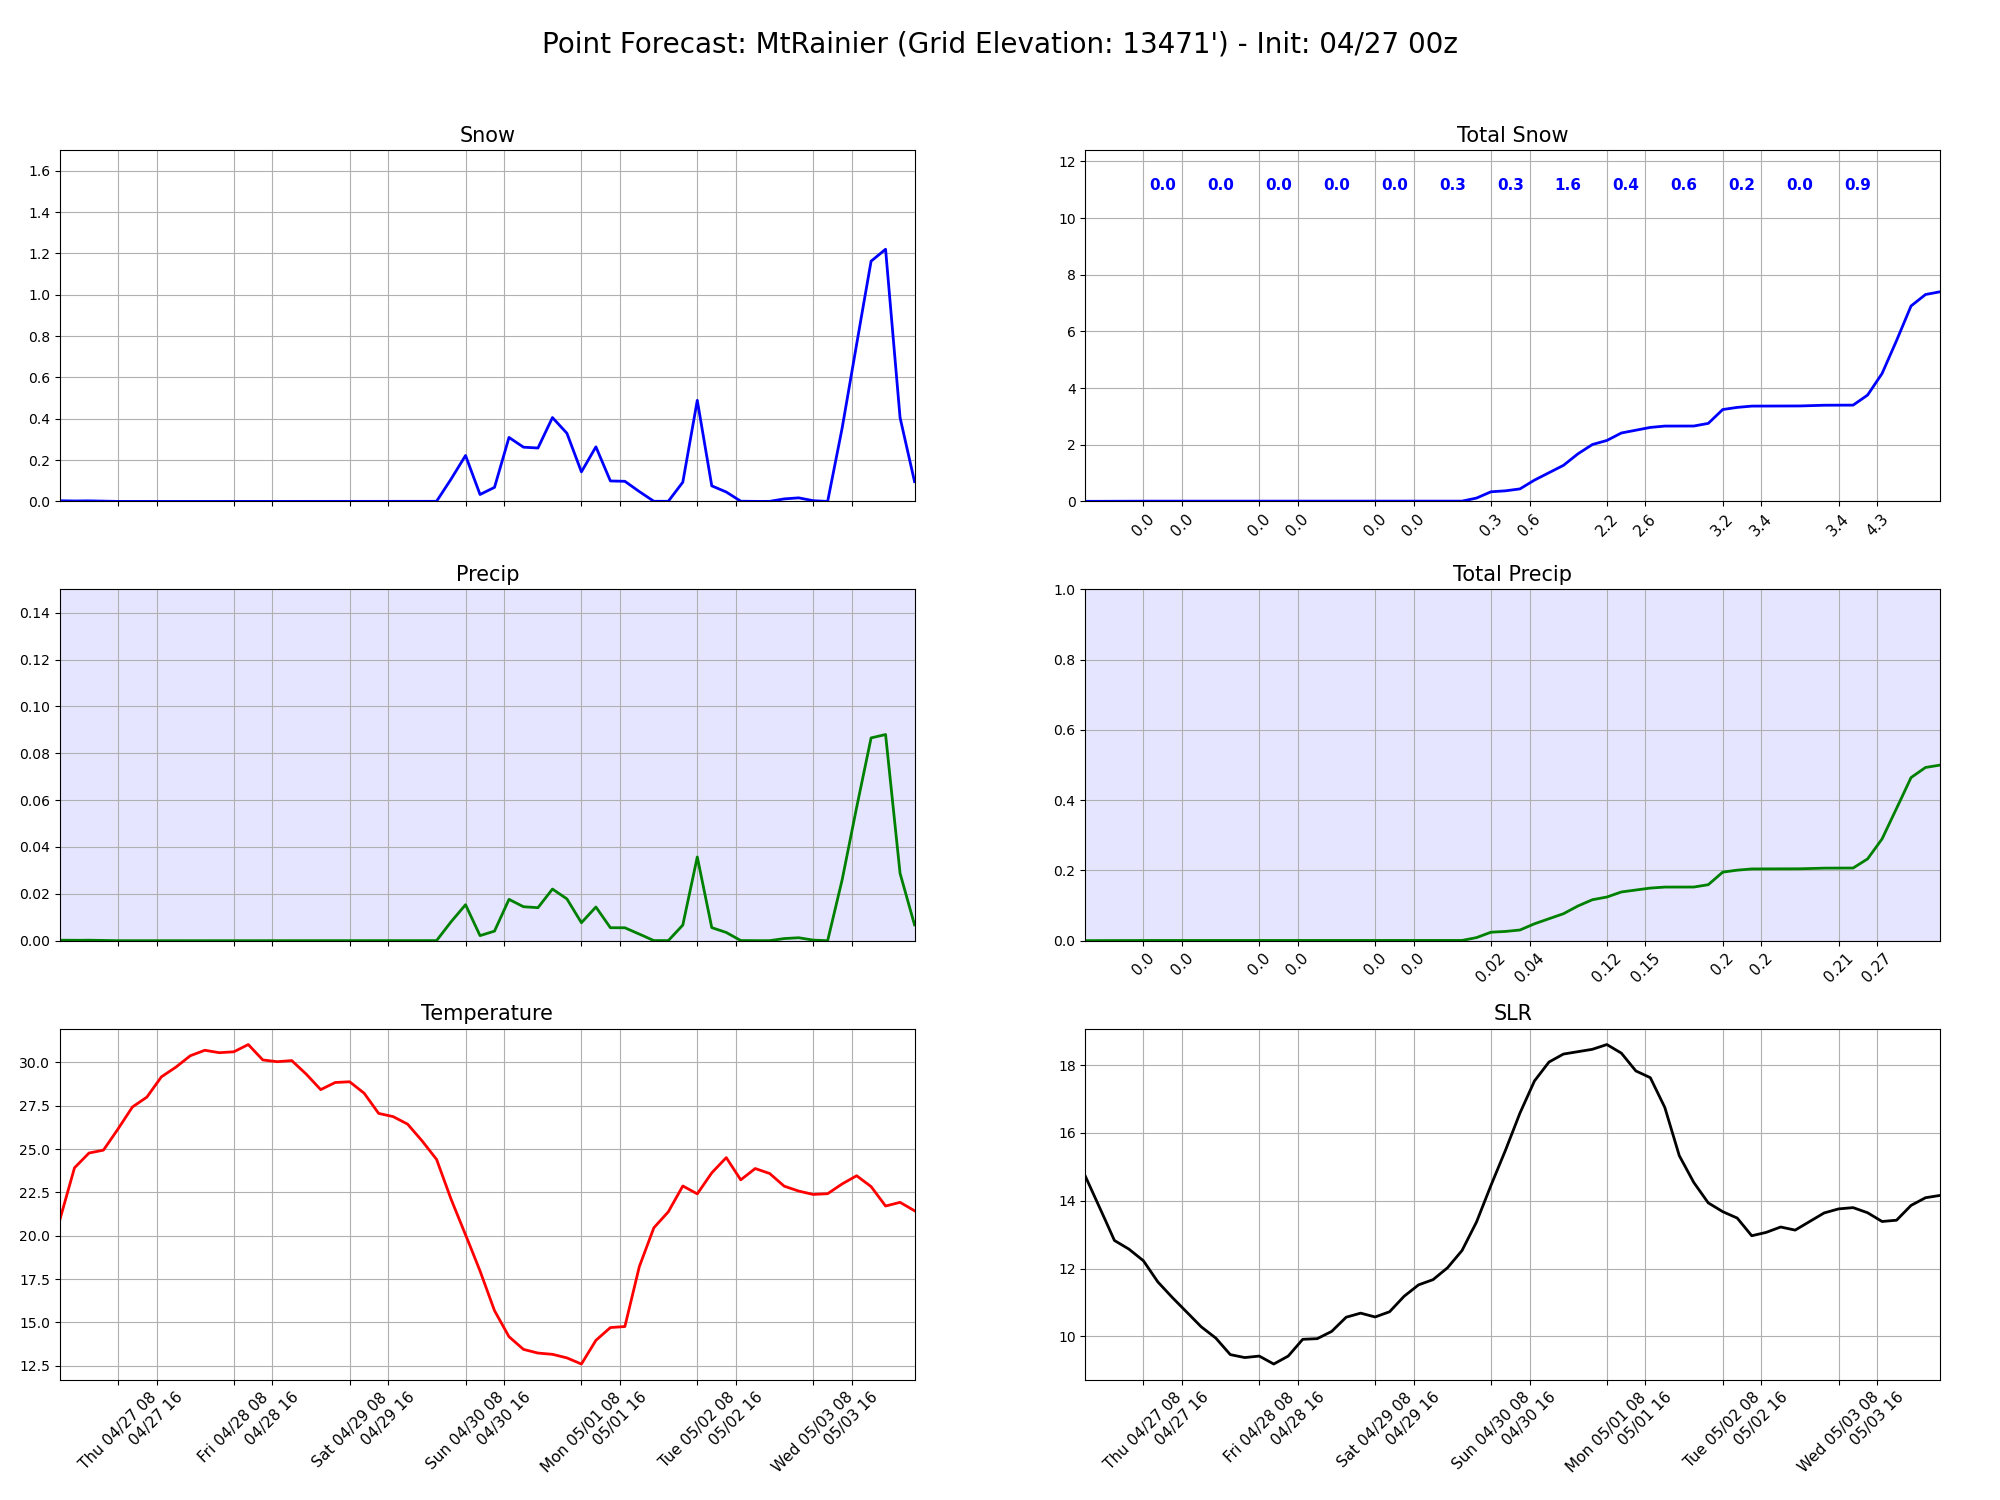 Point Forecast: MtRainier (Grid Elevation: 13471') - Init: 04/27 00z
Snow
1.6
1.4
1.2
1.0
0.8
0.6
0.4
0.2
0.0
Total Snow
12
10
8
6
4
2
0
0.0 0.0 0.0 0.0 0.0 0.3 0.3 1.6 0.4 0.6 0.2 0.0 0.9
0.0 0.0 0.0 0.0 0.0 0.0 0.3 0.6 2.2 2.6 3.2 3.4 3.4 4.3
Precip
0.14
0.12
0.10
0.08
0.06
0.04
0.02
0.00
Total Precip
1.0
0.8
0.6
0.4
0.2
0.0
0.0 0.0 0.0 0.0 0.0 0.0 0.02 0.04 0.12 0.15 0.2 0.2 0.21 0.27
Temperature
30.0
27.5
25.0
22.5
20.0
17.5
15.0
12.5
Thu 04/27 08
04/27 16
Fri 04/28 08
04/28 16
Sat 04/29 08
04/29 16
Sun 04/30 08
04/30 16
Mon 05/01 08
05/01 16
Tue 05/02 08
05/02 16
Wed 05/03 08
05/03 16
SLR
18
16
14
12
10
Thu 04/27 08
04/27 16
Fri 04/28 08
04/28 16
Sat 04/29 08
04/29 16
Sun 04/30 08
04/30 16
Mon 05/01 08
05/01 16
Tue 05/02 08
05/02 16
Wed 05/03 08
05/03 16